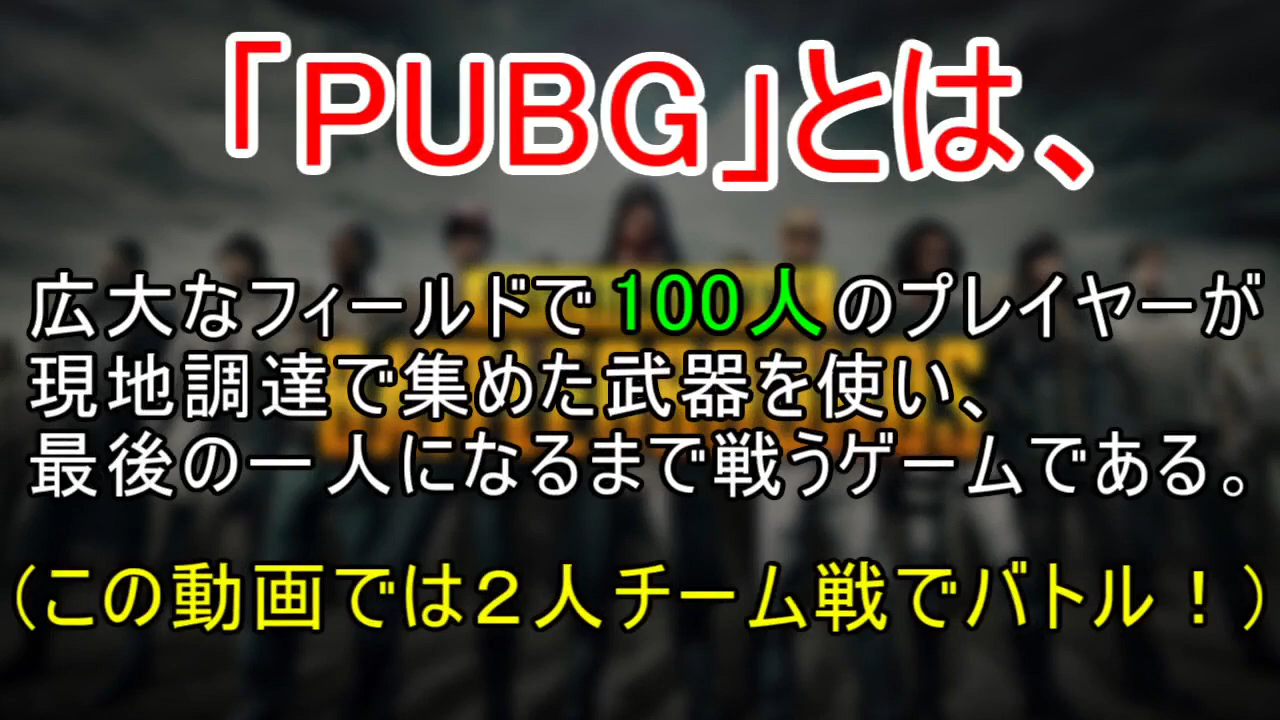 「PUBG」とは、
広大なフィールドで100人のプレイヤーが
現地調達で集めた武器を使い、
最後の一人になるまで戦うゲームである。
(この動画では２人チーム戦でバトル！)